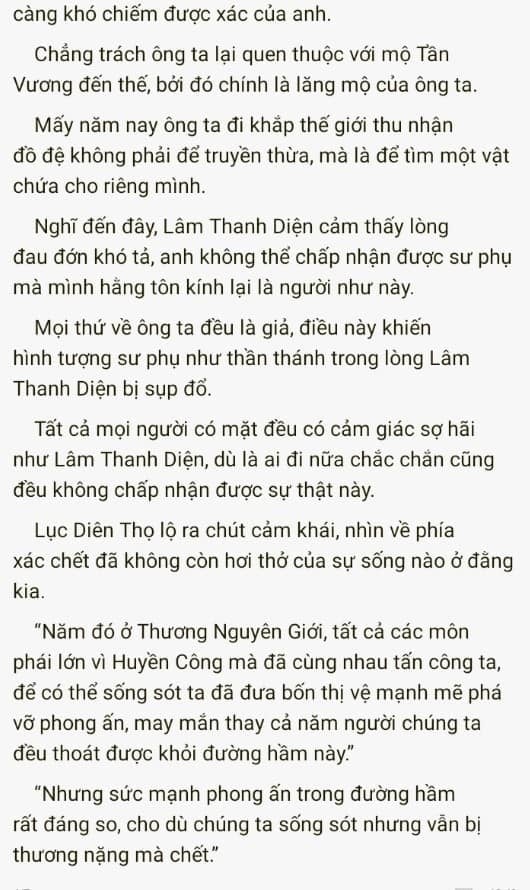 càng khó chiếm được xác của anh.
Chẳng trách ông ta lại quen thuộc với mộ Tần
Vương đến thế, bởi đó chính là lăng mộ của ông ta.
Mấy năm nay ông ta đi khắp thế giới thu nhận
đồ đệ không phải để truyền thừa, mà là để tìm một vật
chứa cho riêng mình.
Nghĩ đến đây, Lâm Thanh Diện cảm thấy lòng
đau đớn khó tả, anh không thể chấp nhận được sư phụ
mà mình hằng tôn kính lại là người như này.
Mọi thứ về ông ta đều là giả, điều này khiến
hình tượng sư phụ như thần thánh trong lòng Lâm
Thanh Diện bị sụp đổ.
Tất cả mọi người có mặt đều có cảm giác sợ hãi
như Lâm Thanh Diện, dù là ai đi nữa chắc chắn cũng
đều không chấp nhận được sự thật này.
Lục Diên Thọ lộ ra chút cảm khái, nhìn về phía
xác chết đã không còn hơi thở của sự sống nào ở đằng
kia.
“Năm đó ở Thương Nguyên Giới, tất cả các môn
phái lớn vì Huyền Công mà đã cùng nhau tấn công ta,
để có thể sống sót ta đã đưa bốn thị vệ mạnh mẽ phá
vỡ phong ấn, may mắn thay cả năm người chúng ta
đều thoát được khỏi đường hầm này.”
“Nhưng sức mạnh phong ấn trong đường hầm
rất đáng so, cho dù chúng ta sống sót nhưng vẫn bị
thương nặng mà chết.”